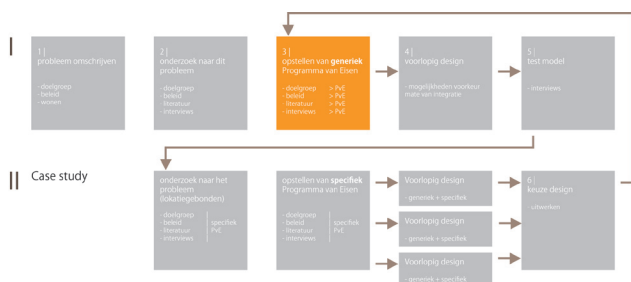 I
1 |
probleem omschrijven
- doelgroep
- beleid
- wonen
2 |
onderzoek naar dit
probleem
- doelgroep
- beleid
- literatuur
- interviews
3 |
opstellen van generiek
Programma van Eisen
- doelgroep > PvE
- beleid > PvE
literatuur > PvE
- interviews > PvE
4 |
voorlopig design
- mogelijkheden voorkeur
mate van integratie
5 |
test model
- interviews
II Case study
onderzoek naar het
probleem
(lokatiegebonden)
- doelgroep
- beleid specifiek
- literatuur PvE
- interviews
opstellen van specifiek
Programma van Eisen
- doelgroep
- beleid specifiek
- literatuur PvE
- interviews
Voorlopig design
- generiek + specifiek
Voorlopig design
- generiek + specifiek
Voorlopig design
- generiek + specifiek
6 |
keuze design
- uitwerken